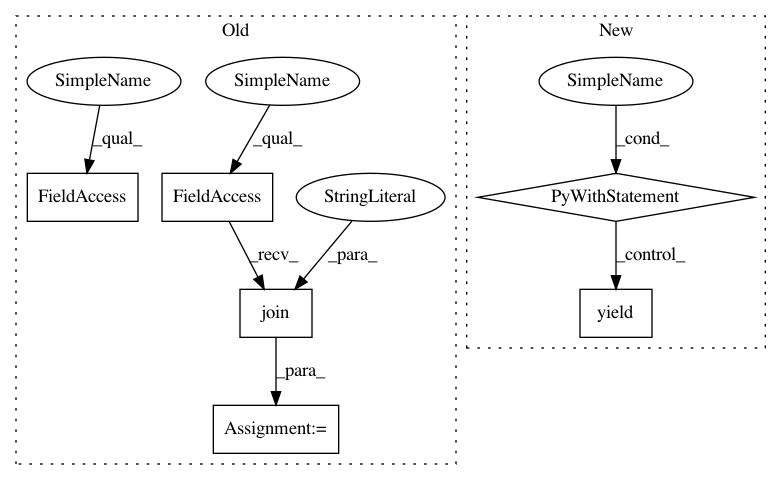 Old
New
SimpleName
SimpleName
SimpleName
_qual_
_qual_
_cond_
FieldAccess
FieldAccess
StringLiteral
PyWithStatement
_recv_
_para_
_control_
join
yield
_para_
Assignment:=